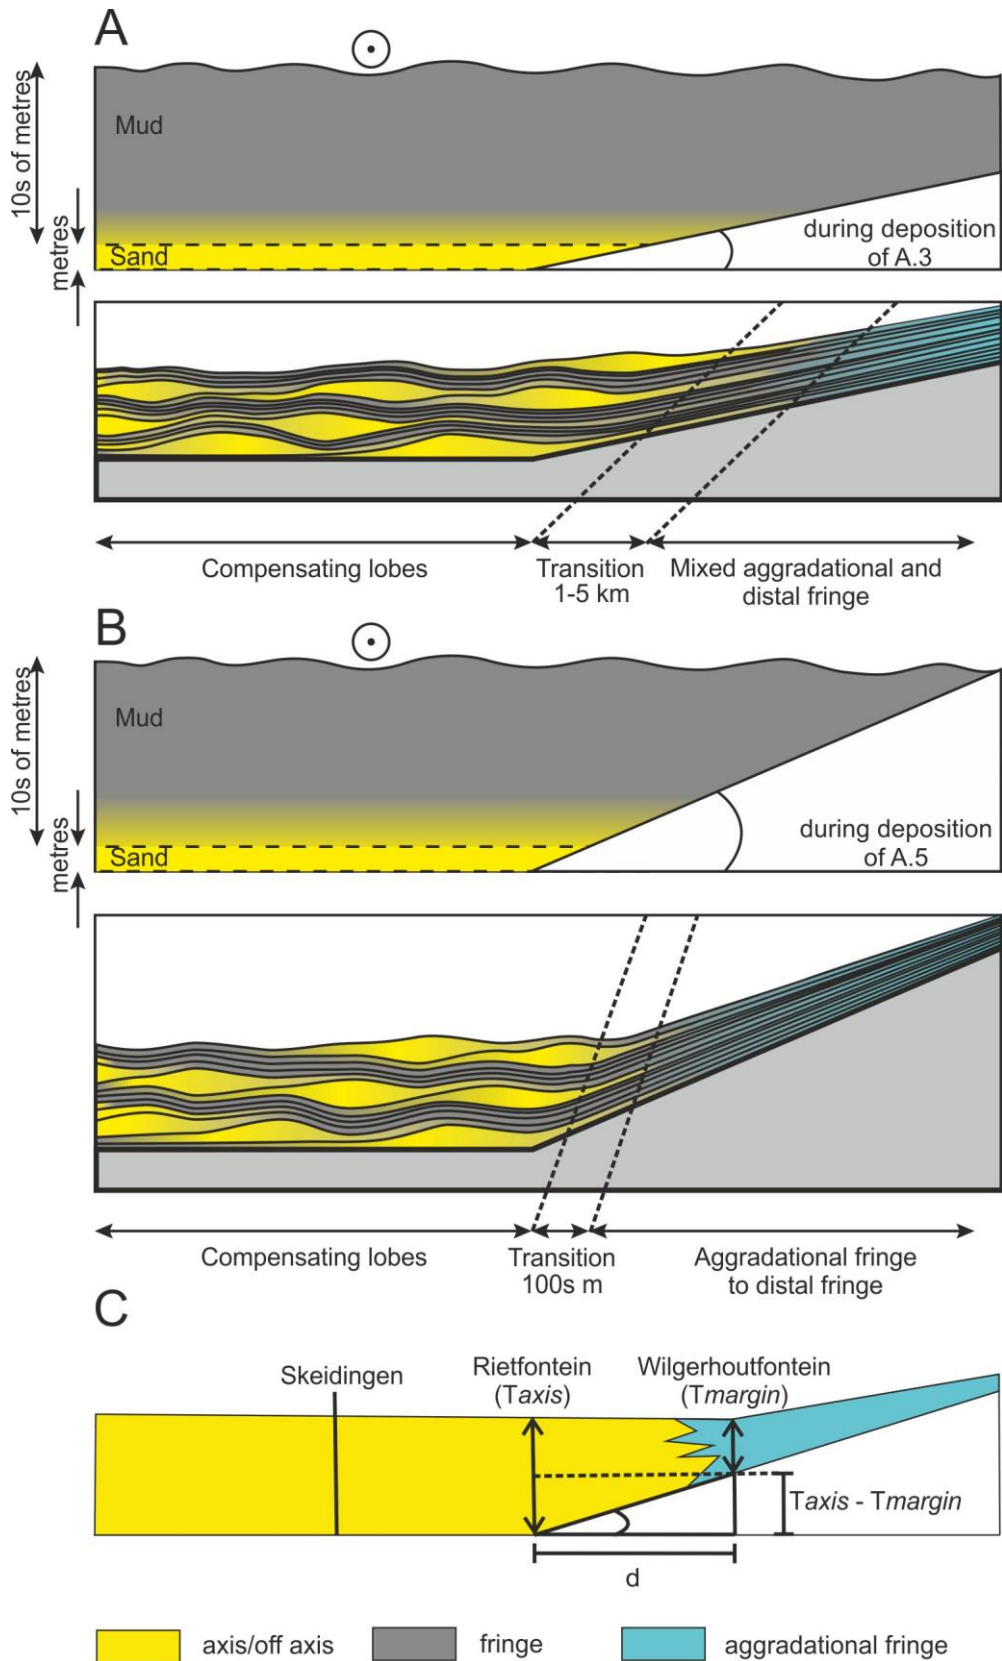 A
10s of metres
metres
Mud
Sand
during deposition
of A.3
Compensating lobes
Transition
1-5 km
Mixed aggradational and
distal fringe
B
10s of metres
metres
Mud
Sand
during deposition
of A.5
Compensating lobes
Transition
100s m
Aggradational fringe
to distal fringe
C
Skeidingen
Rietfontein
(Taxis)
Wilgerhoutfontein
(Tmargin)
Taxis - Tmargin
d
axis/off axis
fringe
aggradational fringe